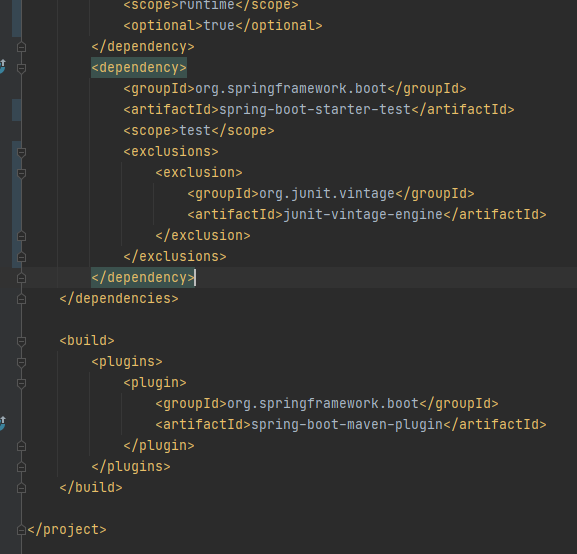 <scope>runtime</scope>
<optional>true</optional>
</dependency>
<dependency>
<groupId>org.springframework.boot</groupId>
<artifactId>spring-boot-starter-test</artifactId>
<scope>test</scope>
<exclusions>
<exclusion>
<groupId>org.junit.vintage</groupId>
<artifactId>junit-vintage-engine</artifactId>
</exclusion>
</exclusions>
</dependency>
</dependencies>
<build>
<plugins>
<plugin>
<groupId>org.springframework.boot</groupId>
<artifactId>spring-boot-maven-plugin</artifactId>
</plugin>
</plugins>
</build>
</project>